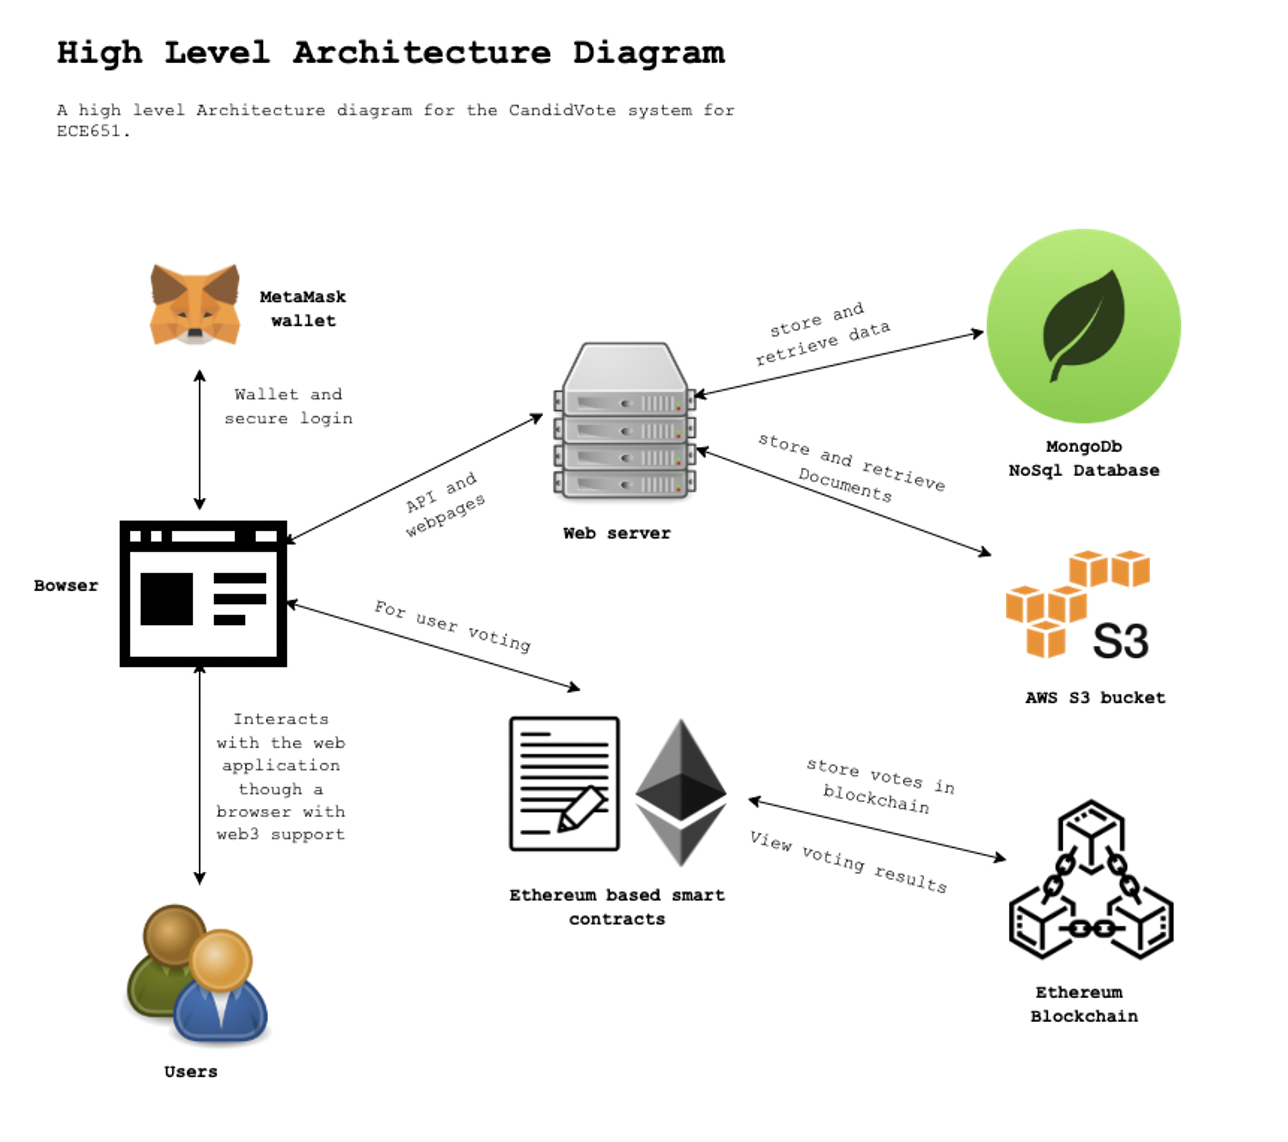 High Level Architecture Diagram
A high level Architecture diagram for the CandidVote system for
ECE651.
MetaMask
wallet
Wallet and
secure login
Bowser
API and
webpages
Web server
store and
retrieve data
MongoDb
NoSql Database
store and retrieve
Documents
S3
AWS S3 bucket
For user voting
Interacts
with the web
application
though a
browser with
web3 support
Users
Ethereum based smart
contracts
store votes in
blockchain
View voting results
Ethereum
Blockchain